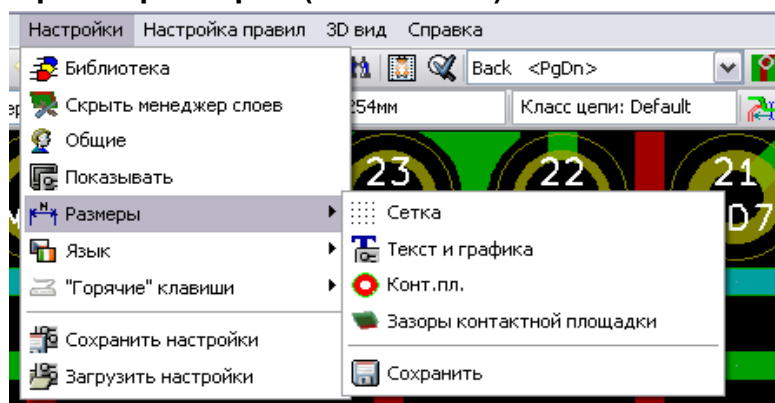 Настройки Настройка правил 3D вид Справка
Библиотека Back <PgDn>
Скрыть менеджер слоев 254мм Класс цепи: Default
Общие
Показывать 23 22 21
Размеры Сетка
Язык Текст и графика
"Горячие" клавиши Конт.пл.
Зазоры контактной площадки
Сохранить настройки
Загрузить настройки Сохранить